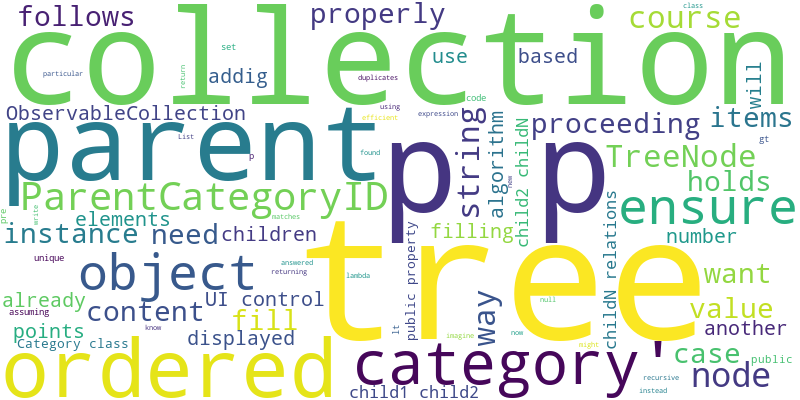 follows
properly
class
course
collection
set
particular
return
addig
duplicates
use
based
will
items
ObservableCollection
using
code
efficient
expression
parent
List
p
found
p p
string
algorithm
child2 childN
proceeding
gt
TreeNode
holds
ParentCategoryID
pre
write
matches
new
ensure
elements
instance
need
children
filling
number
unique
answered
returning
tree
object
lambda
public property
childN relations
want
already
assuming
content
UI control
fill
lt
way
null
value
another
points
Category class
displayed
know
imagine
now
night
category'
case
public
ordered
child1 child2
node
recursive
instead